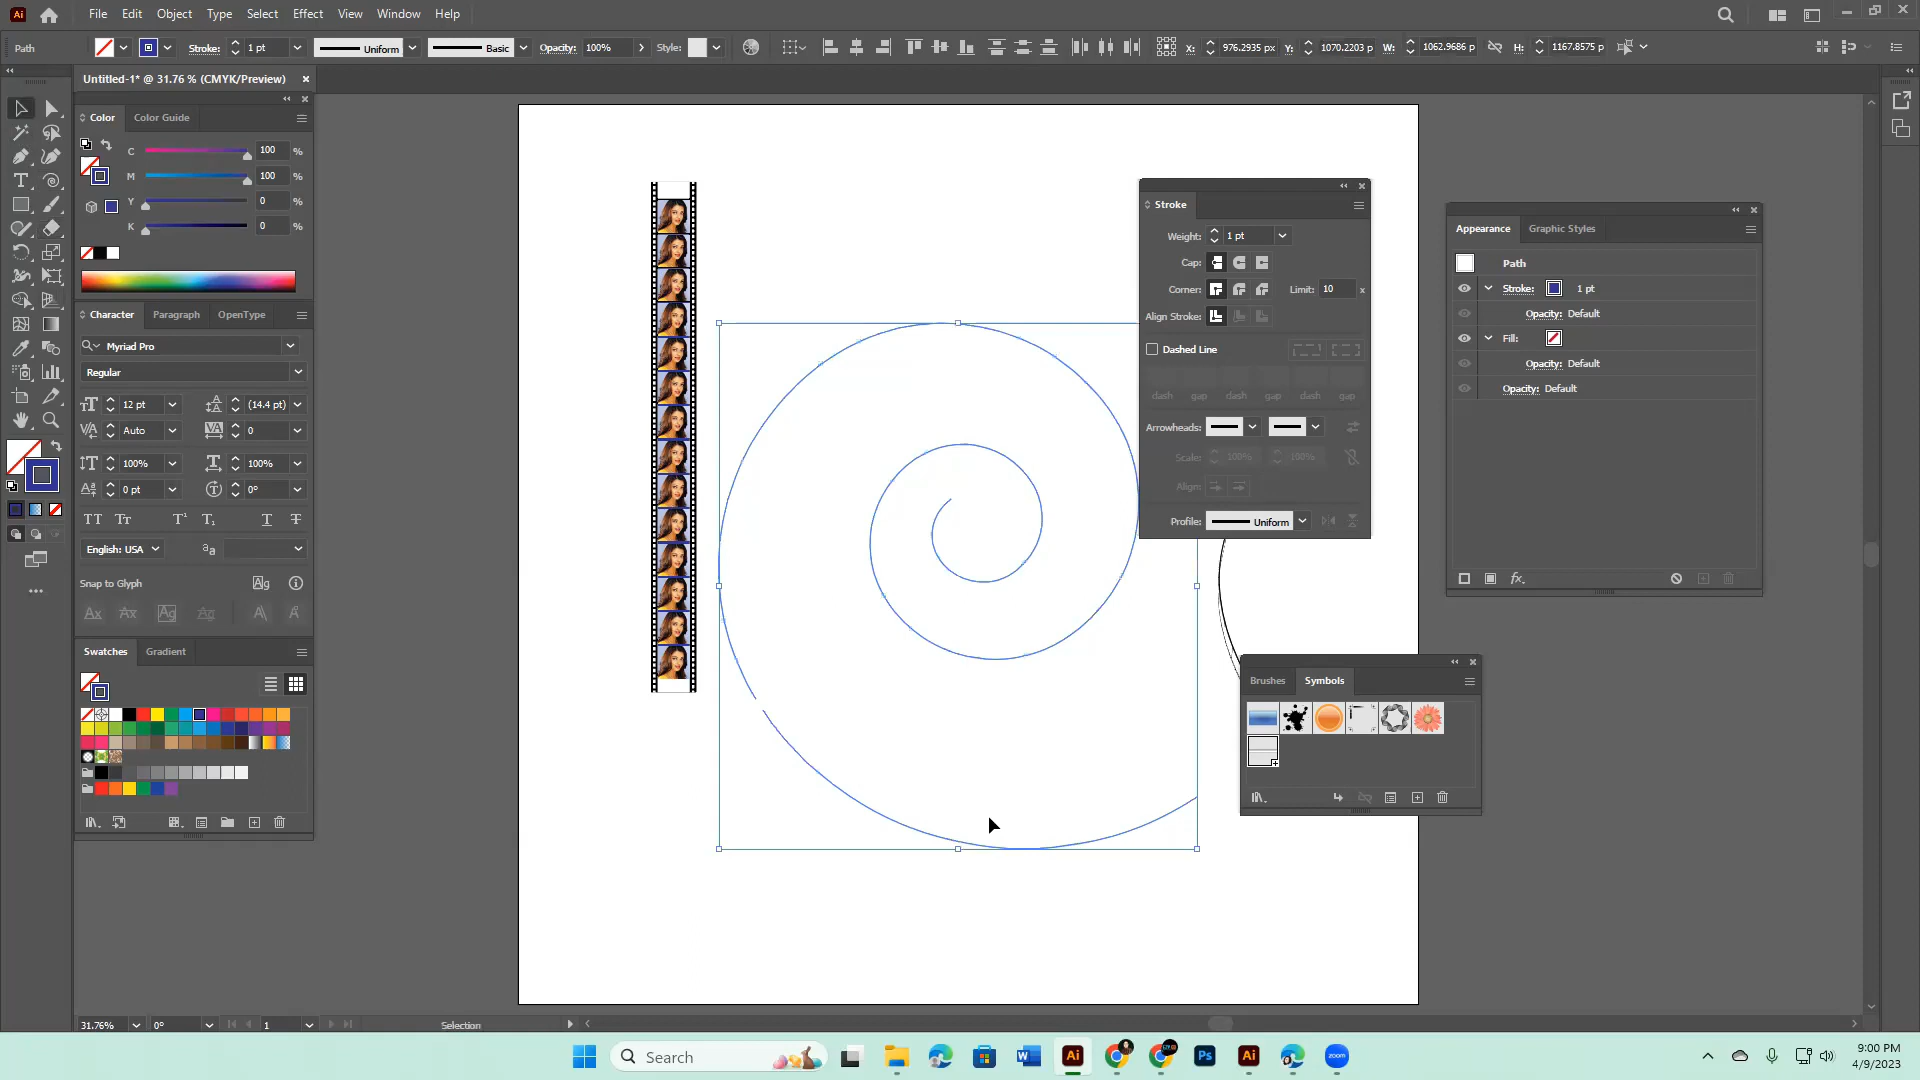 Ai File Edit Object Type Select Effect View Window Help
Path Stroke: 1 pt Uniform Basic Opacity: 100% Style: X: 976.2935 px Y: 1070.2203 p W: 1062.9686 p H: 1167.8575 p
Untitled-1* @ 31.76 % (CMYK/Preview)
Color Color Guide
C 100 %
M 100 %
Y 0 %
K 0 %
Character Paragraph OpenType
Myriad Pro
Regular
12 pt (14.4 pt)
Auto 0
100% 100%
0 pt 0°
English: USA
Snap to Glyph
Swatches Gradient
Stroke
Weight: 1 pt
Cap:
Corner: Limit: 10 x
Align Stroke:
Dashed Line
dash gap dash gap dash gap
Arrowheads:
Scale: 100% 100%
Align:
Profile: Uniform
Appearance Graphic Styles
Path
Stroke: 1 pt
Opacity: Default
Fill:
Opacity: Default
Opacity: Default
fx.
Brushes Symbols
31.76% 0° 1 Selection
Search
W Ai Ps Ai zoom
9:00 PM
4/9/2023